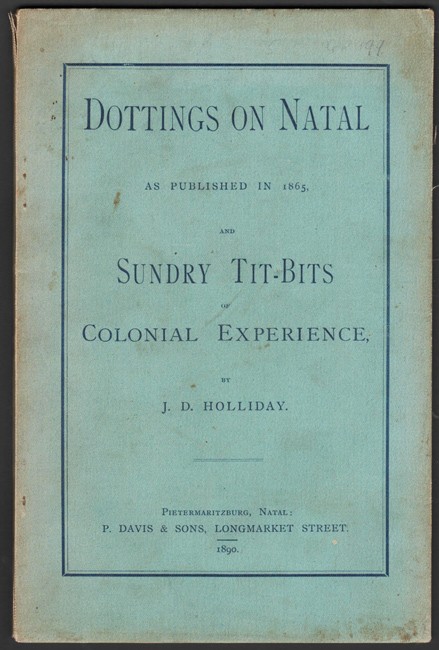 DOTTINGS ON NATAL
AS PUBLISHED IN 1865,
AND
SUNDRY TIT-BITS
OF
COLONIAL EXPERIENCE,
BY
J. D. HOLLIDAY.
PIETERMARITZBURG, NATAL:
P. DAVIS & SONS, LONGMARKET STREET.
1890.